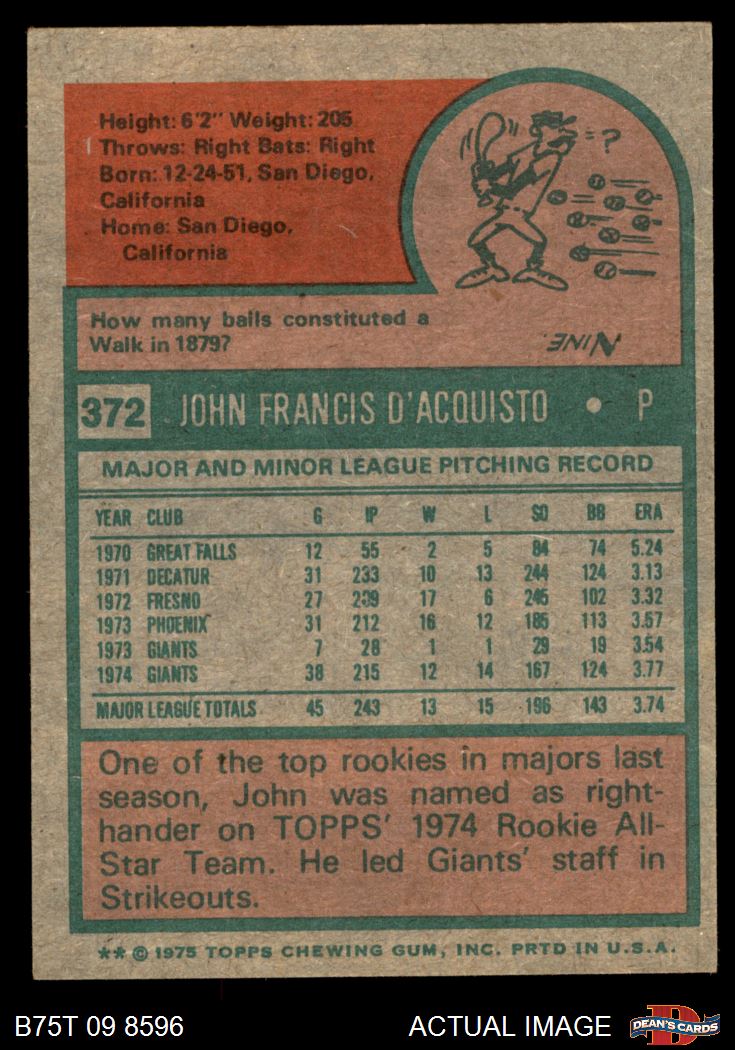 Height: 6'2" Weight: 205
Throws: Right Bats: Right
Born: 12-24-51, San Diego,
California
Home: San Diego,
California
?
How many balls constituted a
Walk in 1879?
NINE.
372 JOHN FRANCIS D'ACQUISTO • P
MAJOR AND MINOR LEAGUE PITCHING RECORD
YEAR CLUB G IP W L SO BB ERA
1970 GREAT FALLS 12 55 2 5 84 74 5.24
1971 DECATUR 31 233 10 13 244 124 3.13
1972 FRESNO 27 209 17 6 245 102 3.32
1973 PHOENIX 31 212 16 12 185 113 3.57
1973 GIANTS 7 28 1 1 29 19 3.54
1974 GIANTS 38 215 12 14 167 124 3.77
MAJOR LEAGUE TOTALS 45 243 13 15 196 143 3.74
One of the top rookies in majors last
season, John was named as right-
hander on TOPPS' 1974 Rookie All-
Star Team. He led Giants' staff in
Strikeouts.
** © 1975 TOPPS CHEWING GUM, INC. PRTD IN U.S.A.
B75T 09 8596 ACTUAL IMAGE DEAN'S CARDS